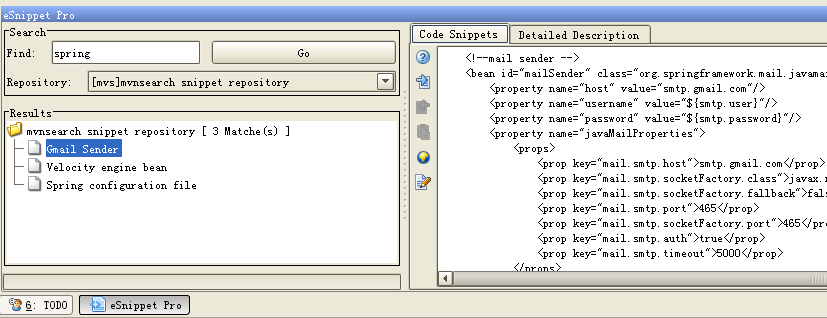 eSnippet Pro
Search
Find: spring Go
Repository: [mvs]mvnsearch snippet repository
Results
mvnsearch snippet repository [ 3 Matche(s) ]
Gmail Sender
Velocity engine bean
Spring configuration file
Code Snippets Detailed Description
<!--mail sender -->
<bean id="mailSender" class="org.springframework.mail.javamai
<property name="host" value="smtp.gmail.com"/>
<property name="username" value="${smtp.user}"/>
<property name="password" value="${smtp.password}"/>
<property name="javaMailProperties">
<props>
<prop key="mail.smtp.host">smtp.gmail.com</prop>
<prop key="mail.smtp.socketFactory.class">javax.n
<prop key="mail.smtp.socketFactory.fallback">fals
<prop key="mail.smtp.port">465</prop>
<prop key="mail.smtp.socketFactory.port">465</pro
<prop key="mail.smtp.auth">true</prop>
<prop key="mail.smtp.timeout">5000</prop>
</props>
6: TODO eSnippet Pro